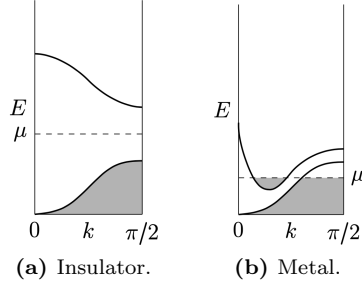 E
μ
0 k π/2
(a) Insulator.
E
μ
0 k π/2
(b) Metal.